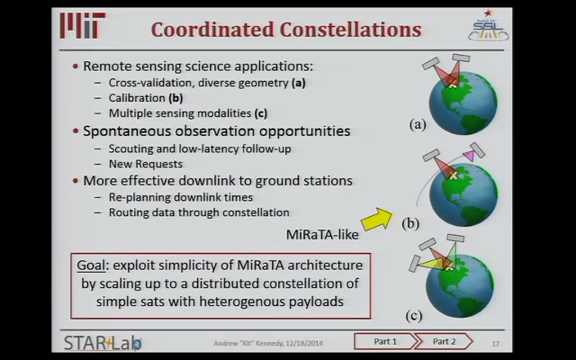 MIT
Coordinated Constellations
SSL
• Remote sensing science applications:
– Cross-validation, diverse geometry (a)
– Calibration (b)
– Multiple sensing modalities (c)
• Spontaneous observation opportunities
– Scouting and low-latency follow-up
– New Requests
• More effective downlink to ground stations
– Re-planning downlink times
– Routing data through constellation
MiRaTA-like
(a)
(b)
(c)
Goal: exploit simplicity of MiRaTA architecture
by scaling up to a distributed constellation of
simple sats with heterogenous payloads
STAR Lab
Andrew "Kit" Kennedy, 12/18/2014
Part 1
Part 2
17